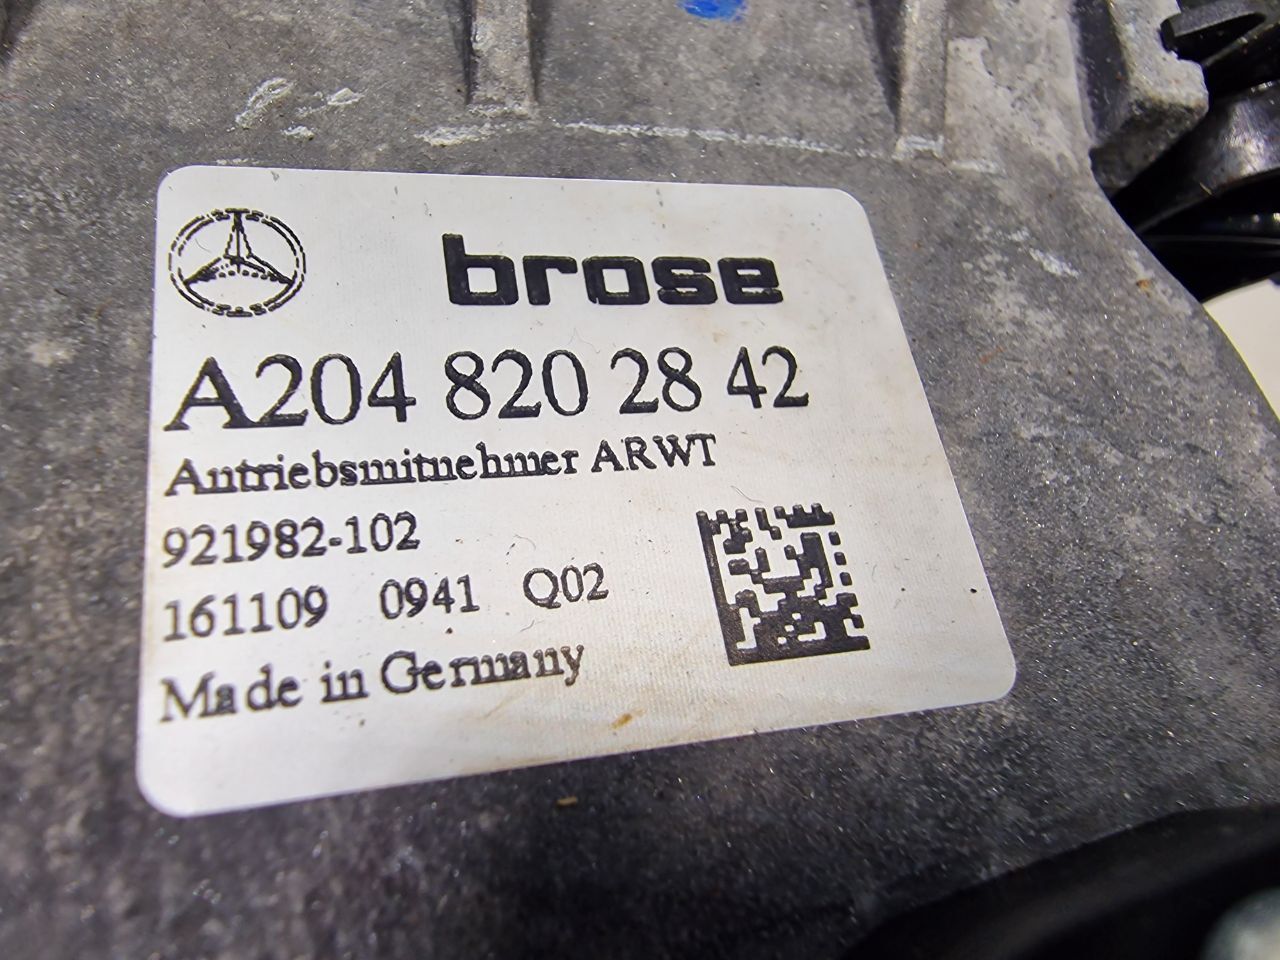 brose
A204 820 28 42
Antriebsmitnehmer ARWT
921982-102
161109 0941 Q02
Made in Germany